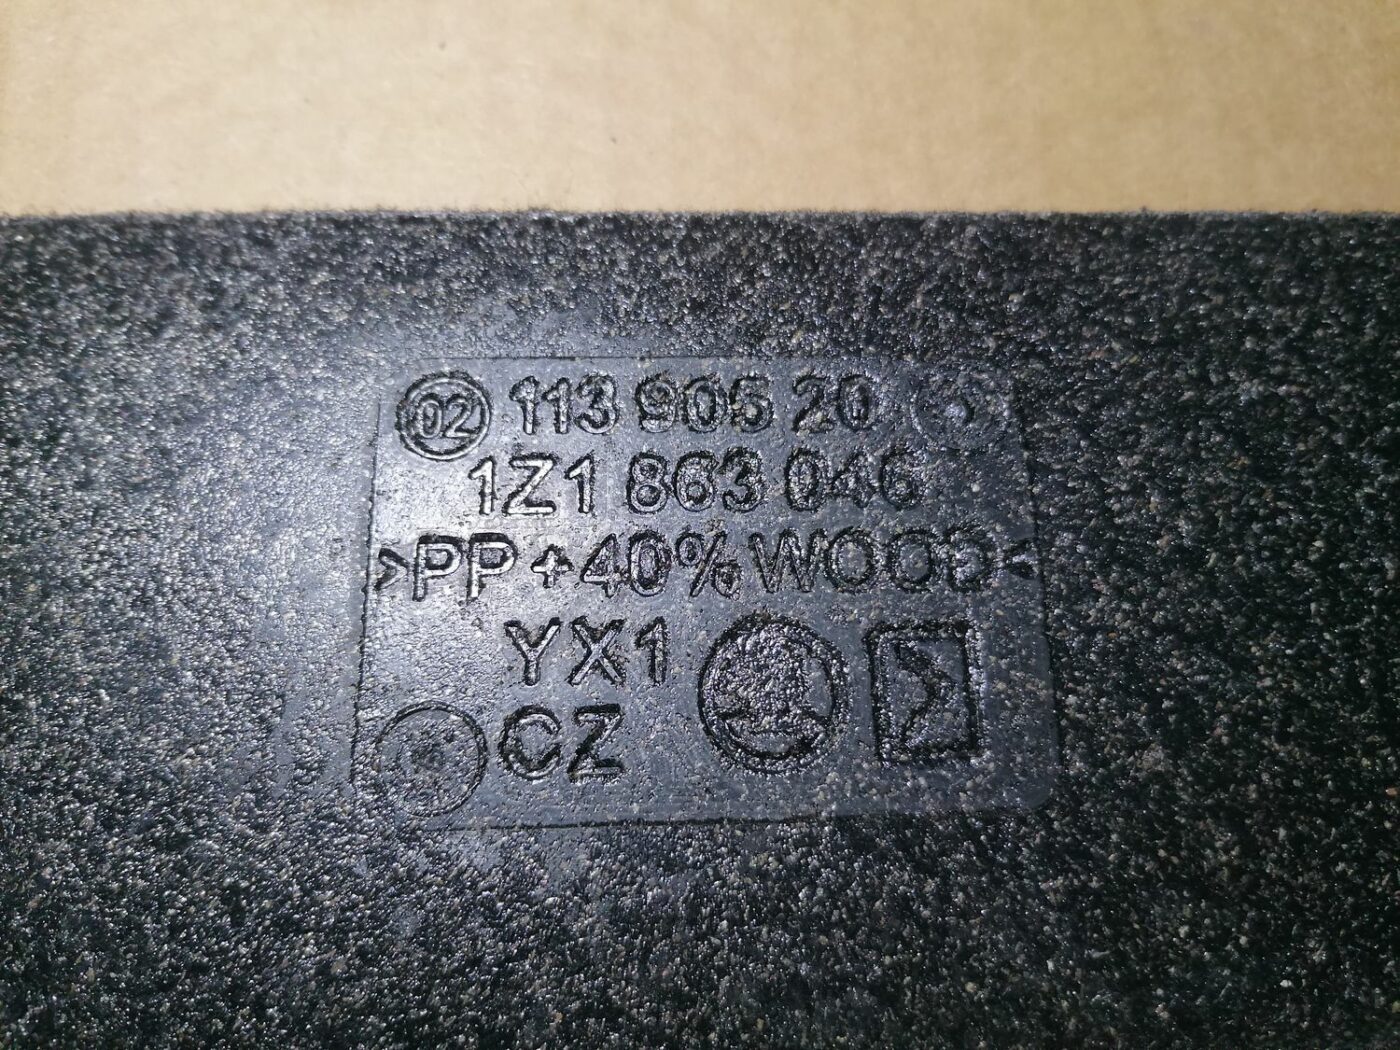 02 113 905 20
1Z1 863 046
>PP+40%WOOD<
YX1
CZ